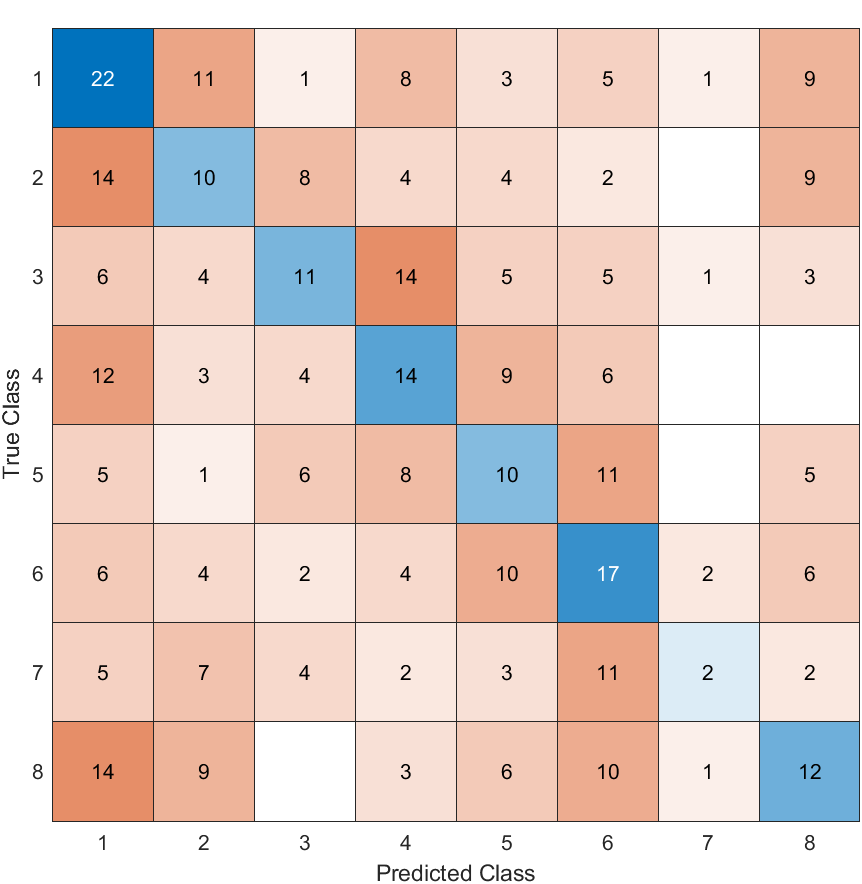 1 22 11 1 8 3 5 1 9
2 14 10 8 4 4 2 9
3 6 4 11 14 5 5 1 3
4 12 3 4 14 9 6
5 5 1 6 8 10 11 5
6 6 4 2 4 10 17 2 6
7 5 7 4 2 3 11 2 2
8 14 9 3 6 10 1 12
1 2 3 4 5 6 7 8
Predicted Class
True Class